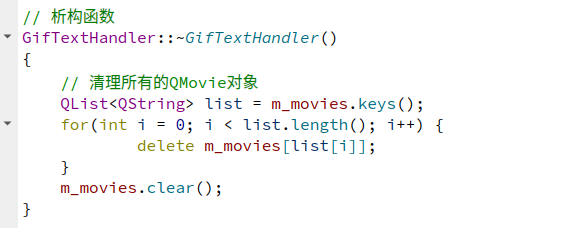 // 析构函数
GifTextHandler::~GifTextHandler()
{
    // 清理所有的QMovie对象
    QList<QString> list = m_movies.keys();
    for(int i = 0; i < list.length(); i++) {
            delete m_movies[list[i]];
    }
    m_movies.clear();
}